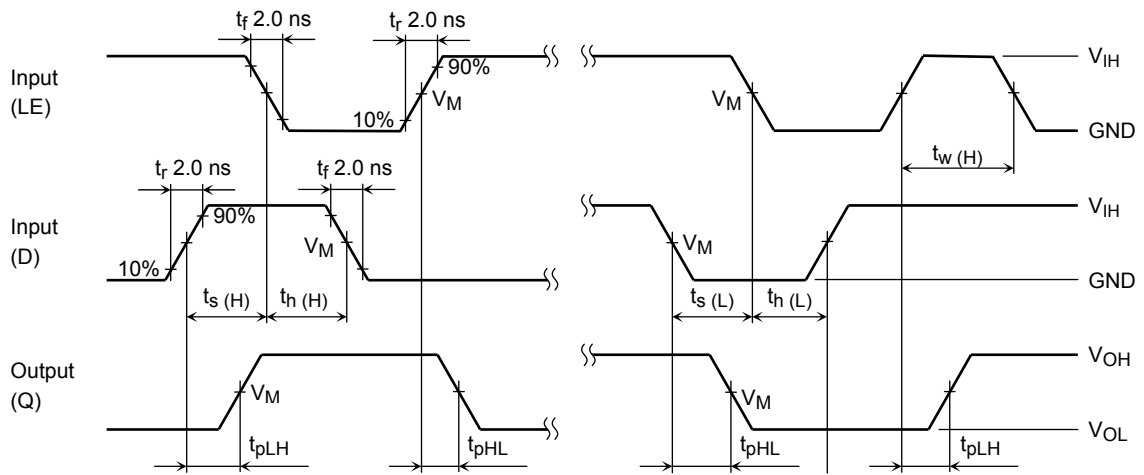 tf 2.0 ns
tr 2.0 ns
Input
(LE)
90%
VM
10%
VM
VIH
GND
tw (H)
tr 2.0 ns
tf 2.0 ns
Input
(D)
90%
VM
10%
VM
VIH
GND
ts (H)
th (H)
ts (L)
th (L)
Output
(Q)
VM
VM
VOH
VOL
tpLH
tpHL
tpHL
tpLH